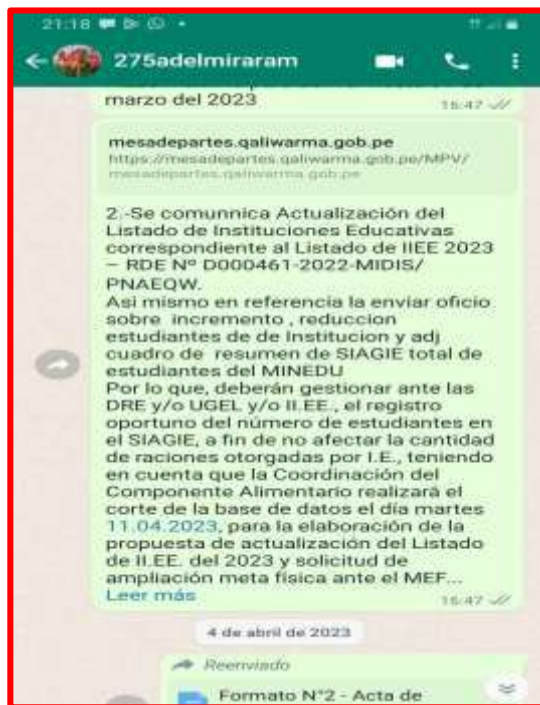 21:18
275adelmiraram
marzo del 2023
16:47
mesadepartes.qaliwarma.gob.pe
https://mesadepartes.qaliwarma.gob.pe/MPV/
mesadepartes.qaliwarma.gob.pe
2.-Se comunnica Actualización del
Listado de Instituciones Educativas
correspondiente al Listado de IIEE 2023
– RDE Nº D000461-2022-MIDIS/
PNAEQW.
Asi mismo en referencia la enviar oficio
sobre incremento , reduccion
estudiantes de de Institucion y adj
cuadro de resumen de SIAGIE total de
estudiantes del MINEDU
Por lo que, deberán gestionar ante las
DRE y/o UGEL y/o II.EE., el registro
oportuno del número de estudiantes en
el SIAGIE, a fin de no afectar la cantidad
de raciones otorgadas por I.E., teniendo
en cuenta que la Coordinación del
Componente Alimentario realizará el
corte de la base de datos el día martes
11.04.2023, para la elaboración de la
propuesta de actualización del Listado
de II.EE. del 2023 y solicitud de
ampliación meta física ante el MEF...
Leer más
16:47
4 de abril de 2023
Reenviado
Formato N°2 - Acta de